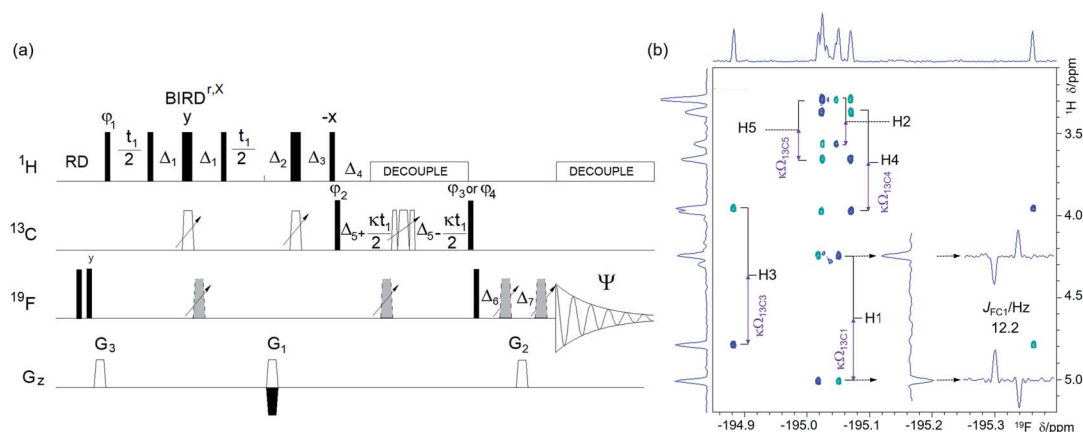 (a)
BIRD^r,X
φ₁ y -x
¹H RD t₁/2 Δ₁ Δ₁ t₁/2 Δ₂ Δ₃ Δ₄ DECOUPLE DECOUPLE
φ₂ φ₃ or φ₄
¹³C Δ₅+ κt₁/2 Δ₅- κt₁/2
y
¹⁹F Δ₆ Δ₇ Ψ
G₃ G₁ G₂
Gz
(b)
¹H δ/ppm
3.5
4.0
4.5
5.0
H5
κΩ13C5
H2
H4
κΩ13C4
H3
κΩ13C3
H1
κΩ13C1
JFC1/Hz
12.2
-194.9 -195.0 -195.1 -195.2 -195.3 ¹⁹F δ/ppm